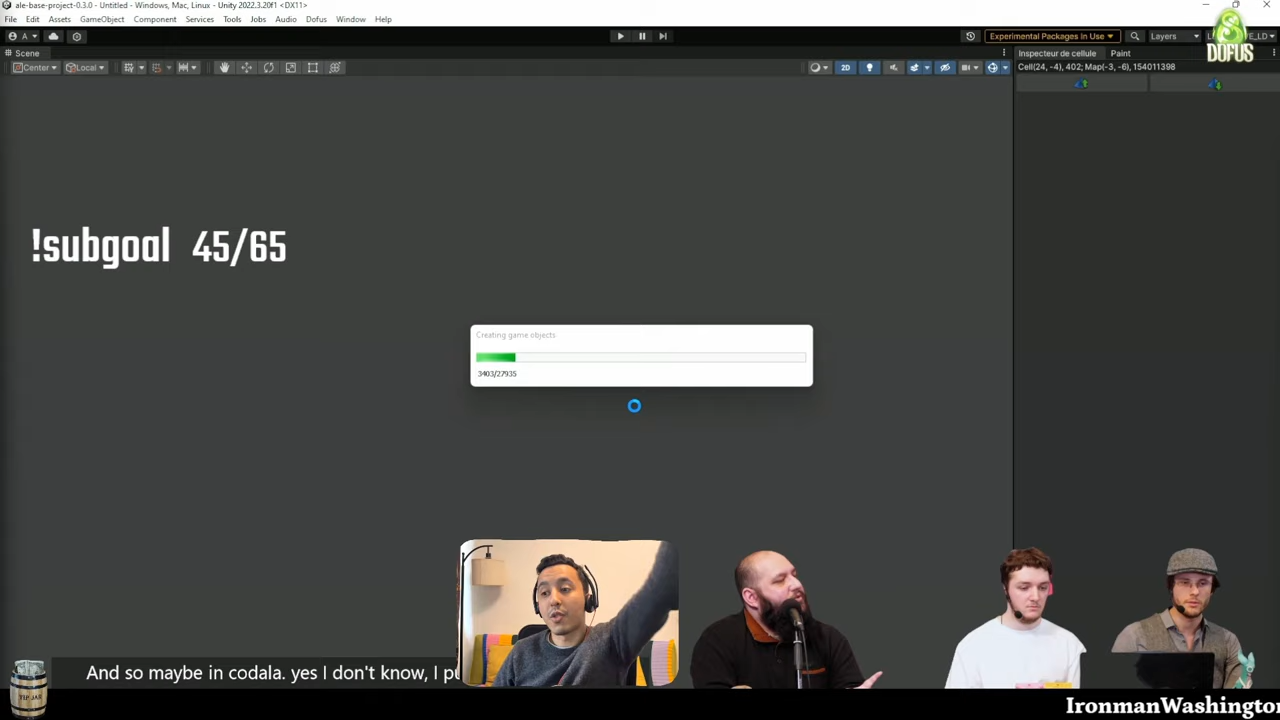 ale-base-project-0.3.0 - Untitled - Windows, Mac, Linux - Unity 2022.3.20f1 <DX11>
File Edit Assets GameObject Component Services Tools Jobs Audio Dofus Window Help
A
Experimental Packages In Use
Layers
DOFUS
Scene
Inspecteur de cellule Paint
Center Local
2D
Cell(24, -4), 402; Map(-3, -6), 154011398
!subgoal 45/65
Creating game objects
3403/27935
And so maybe in codala. yes I don't know, I
TIP JAR
IronmanWashington